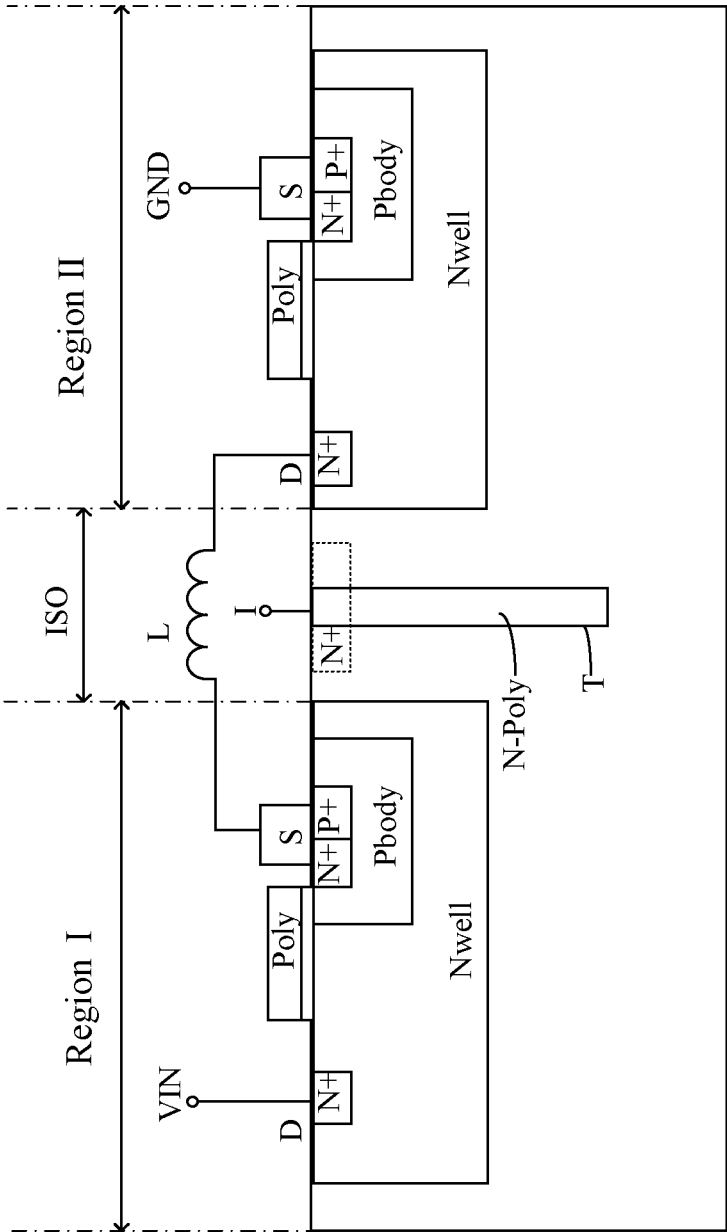 Region I
ISO
Region II
VIN
L
GND
I
D
Poly
S
D
Poly
S
N+
N+
P+
N+
N+
N+
P+
Pbody
Pbody
Nwell
Nwell
N-Poly
T